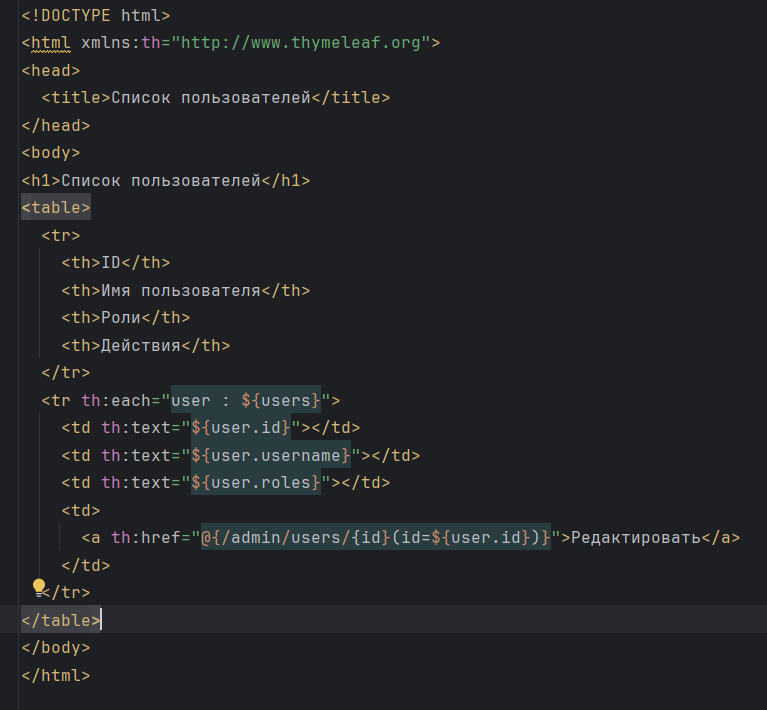 <!DOCTYPE html>
<html xmlns:th="http://www.thymeleaf.org">
<head>
  <title>Список пользователей</title>
</head>
<body>
<h1>Список пользователей</h1>
<table>
  <tr>
    <th>ID</th>
    <th>Имя пользователя</th>
    <th>Роли</th>
    <th>Действия</th>
  </tr>
  <tr th:each="user : ${users}">
    <td th:text="${user.id}"></td>
    <td th:text="${user.username}"></td>
    <td th:text="${user.roles}"></td>
    <td>
      <a th:href="@{/admin/users/{id}(id=${user.id})}">Редактировать</a>
    </td>
  </tr>
</table>
</body>
</html>